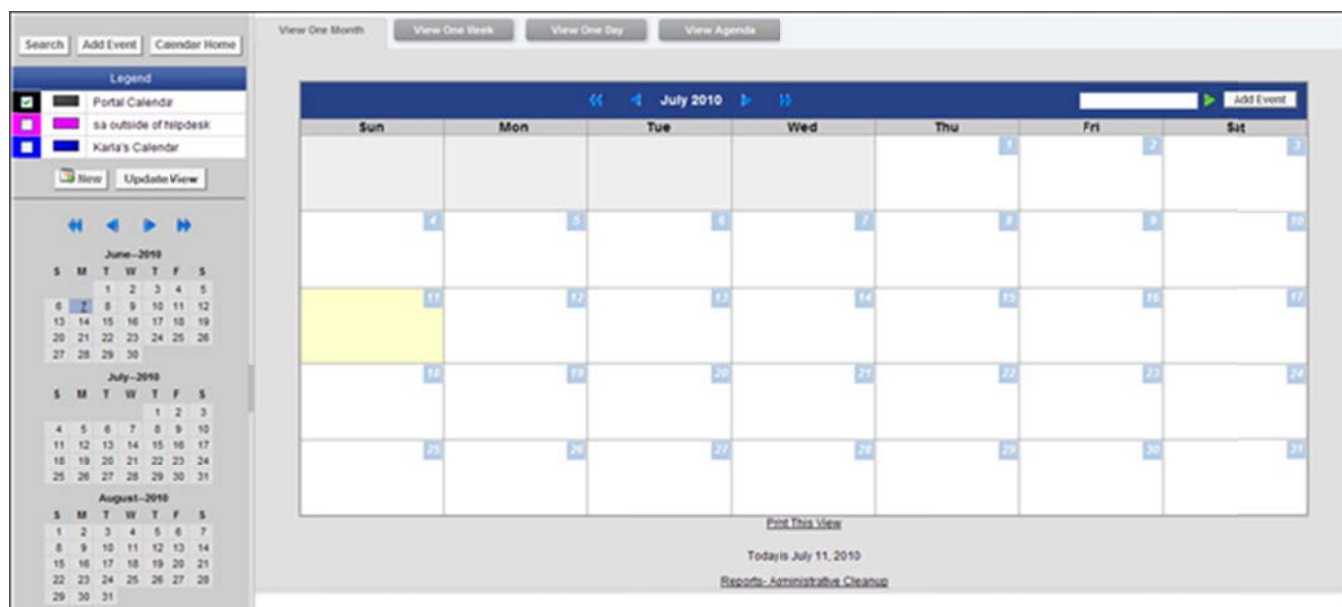 Search Add Event Calendar Home
Legend
Portal Calendar
sa outside of helpdesk
Karla's Calendar
New Update View
June--2010
S M T W T F S
1 2 3 4 5
6 7 8 9 10 11 12
13 14 15 16 17 18 19
20 21 22 23 24 25 26
27 28 29 30
July--2010
S M T W T F S
1 2 3
4 5 6 7 8 9 10
11 12 13 14 15 16 17
18 19 20 21 22 23 24
25 26 27 28 29 30 31
August--2010
S M T W T F S
1 2 3 4 5 6 7
8 9 10 11 12 13 14
15 16 17 18 19 20 21
22 23 24 25 26 27 28
29 30 31
View One Month View One Week View One Day View Agenda
July 2010 Add Event
Sun Mon Tue Wed Thu Fri Sat
1 2 3
4 5 6 7 8 9 10
11 12 13 14 15 16 17
18 19 20 21 22 23 24
25 26 27 28 29 30 31
Print This View
Today is July 11, 2010
Reports- Administrative Cleanup